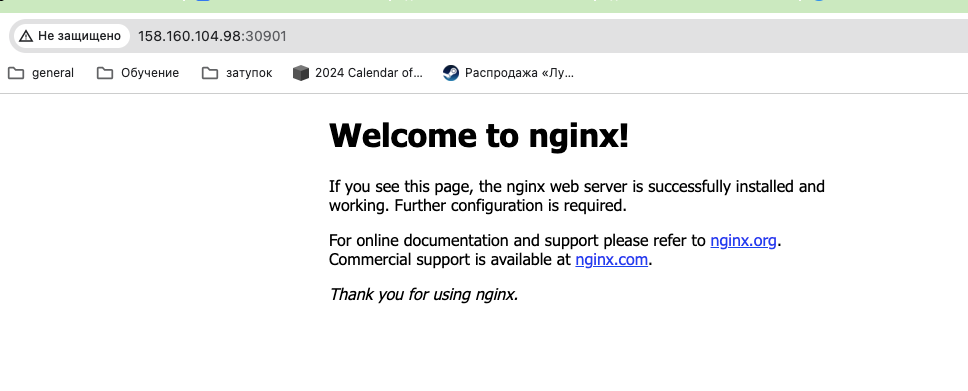 Не защищено 158.160.104.98:30901
general Обучение затупок 2024 Calendar of... Распродажа «Лу...
Welcome to nginx!
If you see this page, the nginx web server is successfully installed and
working. Further configuration is required.
For online documentation and support please refer to nginx.org.
Commercial support is available at nginx.com.
Thank you for using nginx.